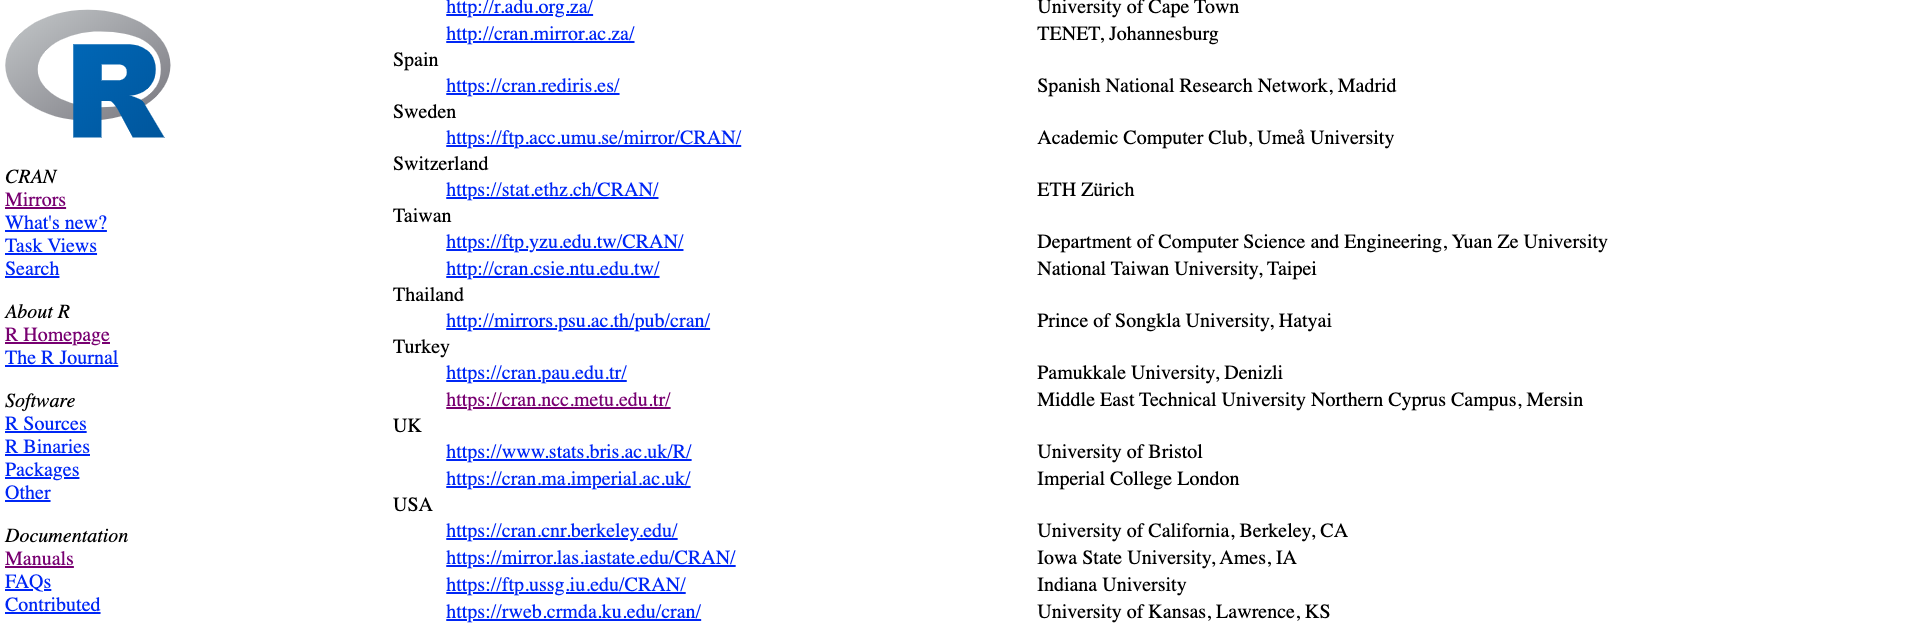 R
CRAN
Mirrors
What's new?
Task Views
Search
About R
R Homepage
The R Journal
Software
R Sources
R Binaries
Packages
Other
Documentation
Manuals
FAQs
Contributed
http://r.adu.org.za/ University of Cape Town
http://cran.mirror.ac.za/ TENET, Johannesburg
Spain
https://cran.rediris.es/ Spanish National Research Network, Madrid
Sweden
https://ftp.acc.umu.se/mirror/CRAN/ Academic Computer Club, Umeå University
Switzerland
https://stat.ethz.ch/CRAN/ ETH Zürich
Taiwan
https://ftp.yzu.edu.tw/CRAN/ Department of Computer Science and Engineering, Yuan Ze University
http://cran.csie.ntu.edu.tw/ National Taiwan University, Taipei
Thailand
http://mirrors.psu.ac.th/pub/cran/ Prince of Songkla University, Hatyai
Turkey
https://cran.pau.edu.tr/ Pamukkale University, Denizli
https://cran.ncc.metu.edu.tr/ Middle East Technical University Northern Cyprus Campus, Mersin
UK
https://www.stats.bris.ac.uk/R/ University of Bristol
https://cran.ma.imperial.ac.uk/ Imperial College London
USA
https://cran.cnr.berkeley.edu/ University of California, Berkeley, CA
https://mirror.las.iastate.edu/CRAN/ Iowa State University, Ames, IA
https://ftp.ussg.iu.edu/CRAN/ Indiana University
https://rweb.crmda.ku.edu/cran/ University of Kansas, Lawrence, KS